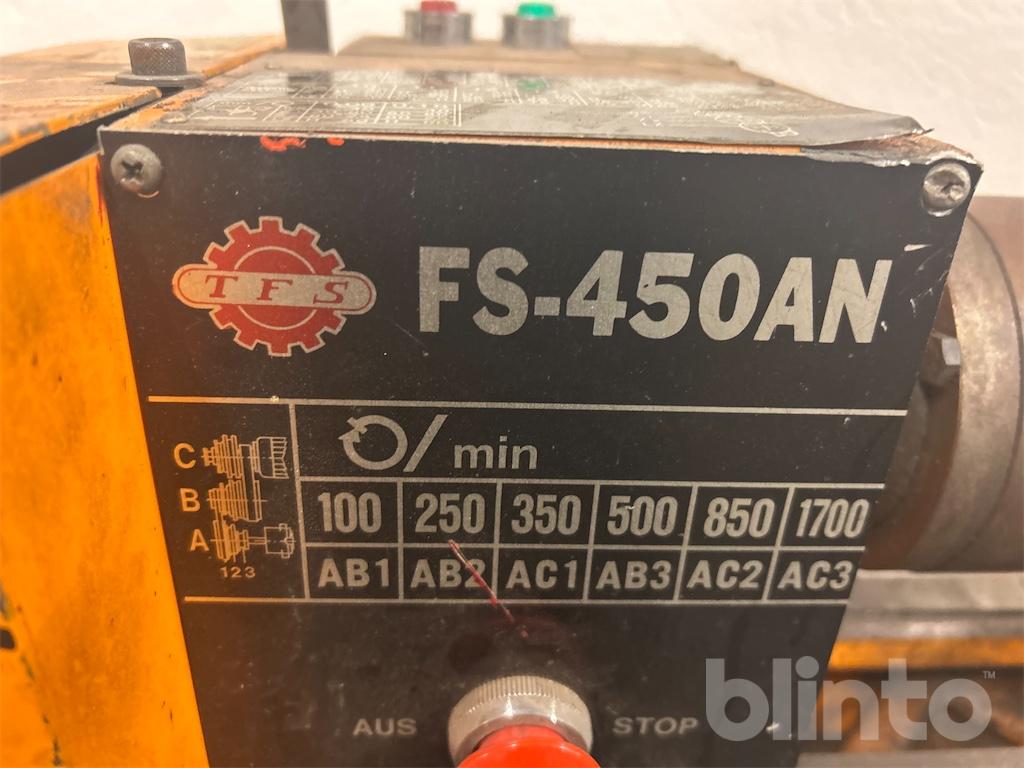 TFS FS-450AN
C
B
A
123
/min
100 250 350 500 850 1700
AB1 AB2 AC1 AB3 AC2 AC3
AUS STOP
blinto™